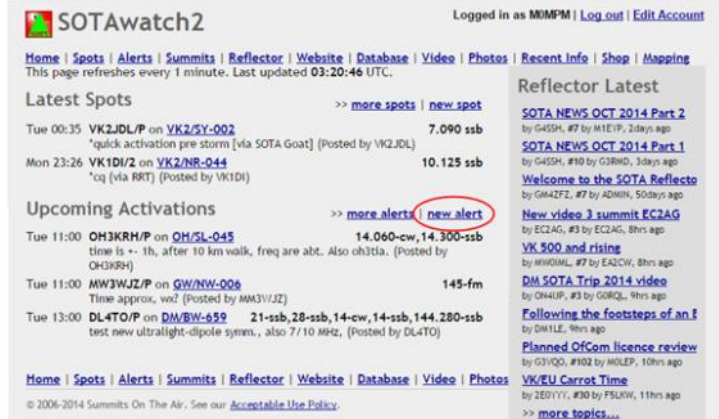 SOTAwatch2
Logged in as M0MPM | Log out | Edit Account
Home | Spots | Alerts | Summits | Reflector | Website | Database | Video | Photos | Recent Info | Shop | Mapping
This page refreshes every 1 minute. Last updated 03:20:46 UTC.
Latest Spots
>> more spots | new spot
Tue 00:35 VK2JDL/P on VK2/SY-002 7.090 ssb
*quick activation pre storm [via SOTA Goat] (Posted by VK2JDL)
Mon 23:26 VK1DI/2 on VK2/NR-044 10.125 ssb
*cq (via RRT) (Posted by VK1DI)
Upcoming Activations
>> more alerts | new alert
Tue 11:00 OH3KRH/P on OH/SL-045 14.060-cw,14.300-ssb
time is +- 1h, after 10 km walk, freq are abt. Also oh3tia. (Posted by
OH3KRH)
Tue 11:00 MW3WJZ/P on GW/NW-006 145-fm
Time approx, wx? (Posted by MM3WJZ)
Tue 13:00 DL4TO/P on DM/BW-659 21-ssb,28-ssb,14-cw,14-ssb,144.280-ssb
test new ultralight-dipole symm., also 7/10 MHz, (Posted by DL4TO)
Home | Spots | Alerts | Summits | Reflector | Website | Database | Video | Photos
© 2006-2014 Summits On The Air. See our Acceptable Use Policy.
Reflector Latest
SOTA NEWS OCT 2014 Part 2
by G4SSH, #7 by M1EYP, 2days ago
SOTA NEWS OCT 2014 Part 1
by G4SSH, #10 by G3RMD, 3days ago
Welcome to the SOTA Reflecto
by GM4ZFZ, #7 by ADMIN, 50days ago
New video 3 summit EC2AG
by EC2AG, #3 by EC2AG, 8hrs ago
VK 500 and rising
by MW0IML, #7 by EA2CW, 8hrs ago
DM SOTA Trip 2014 video
by ON4UP, #3 by G0RQL, 9hrs ago
Following the footsteps of an E
by DM1LE, 9hrs ago
Planned OfCom licence review
by G3VQO, #102 by M0LEP, 10hrs ago
VK/EU Carrot Time
by 2E0YYY, #30 by F5LKW, 11hrs ago
>> more topics...